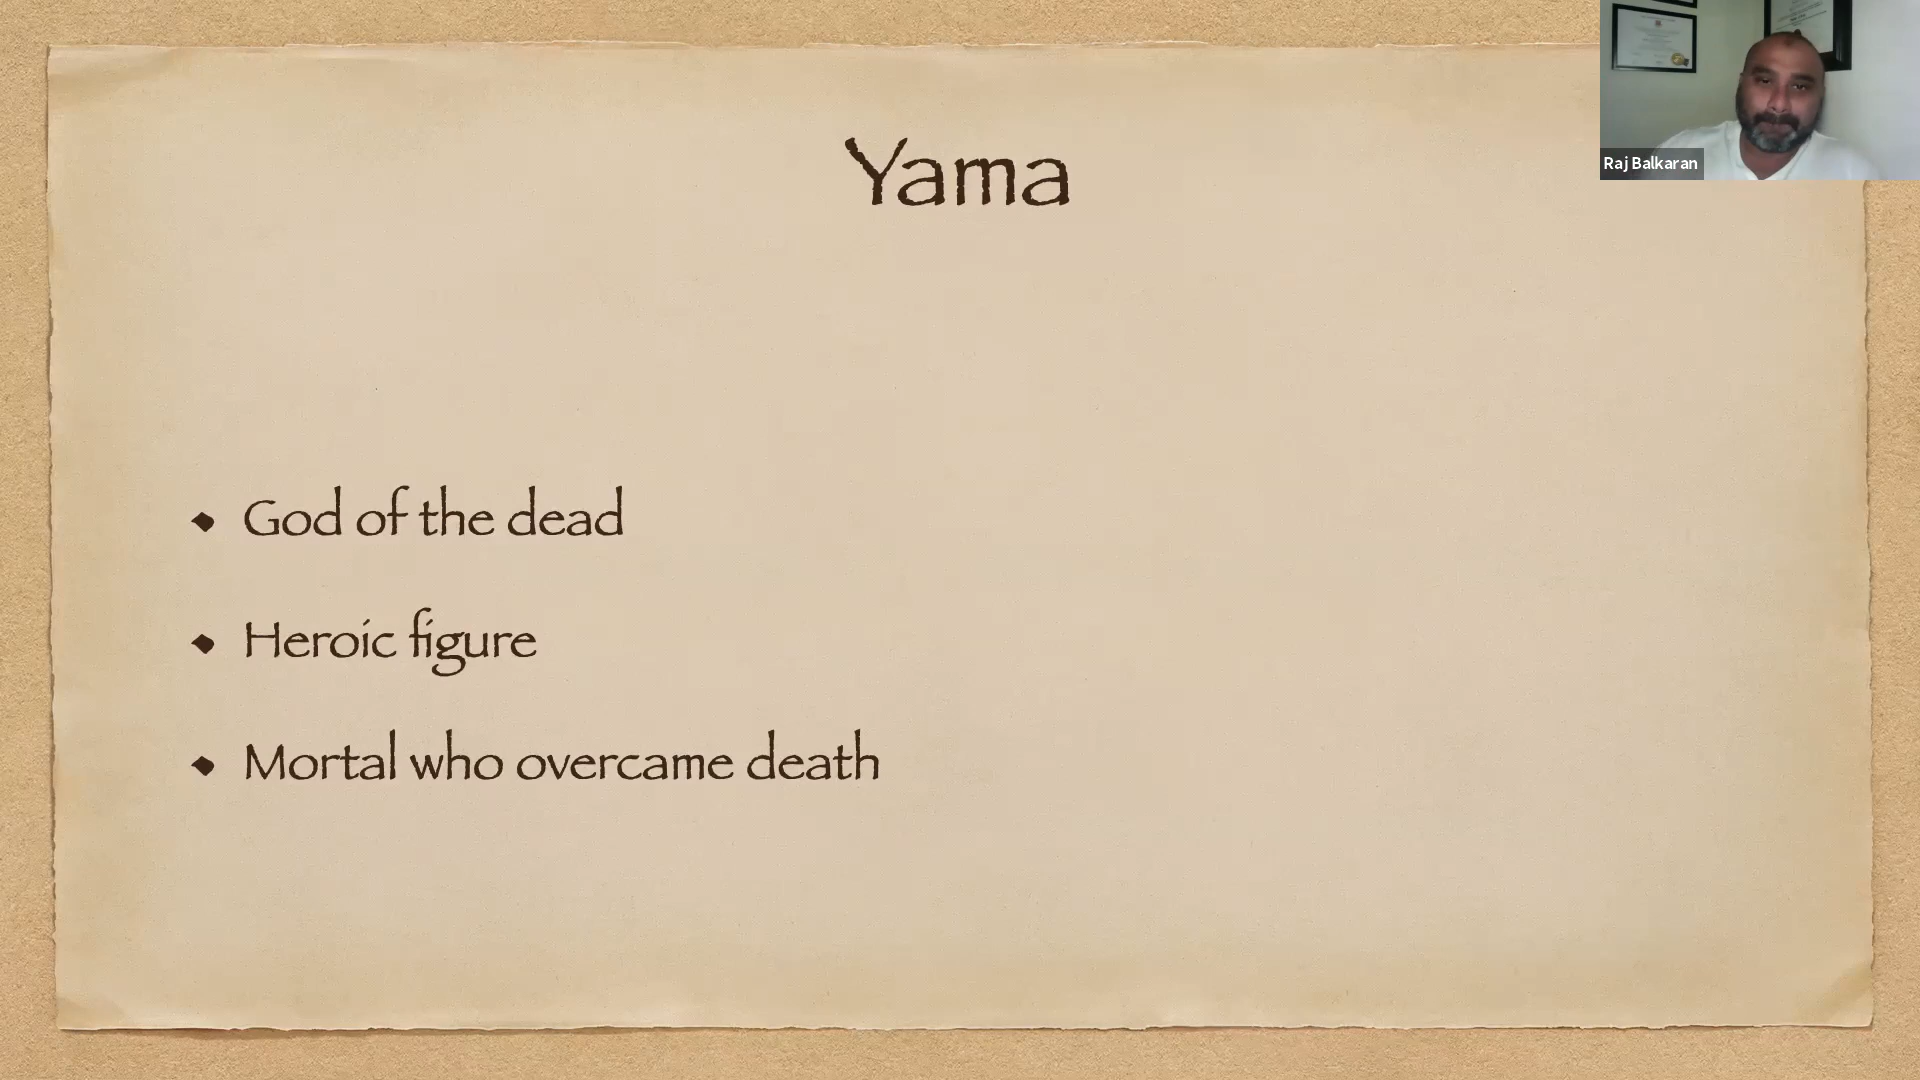 Yama
Raj Balkaran
God of the dead
Heroic figure
Mortal who overcame death